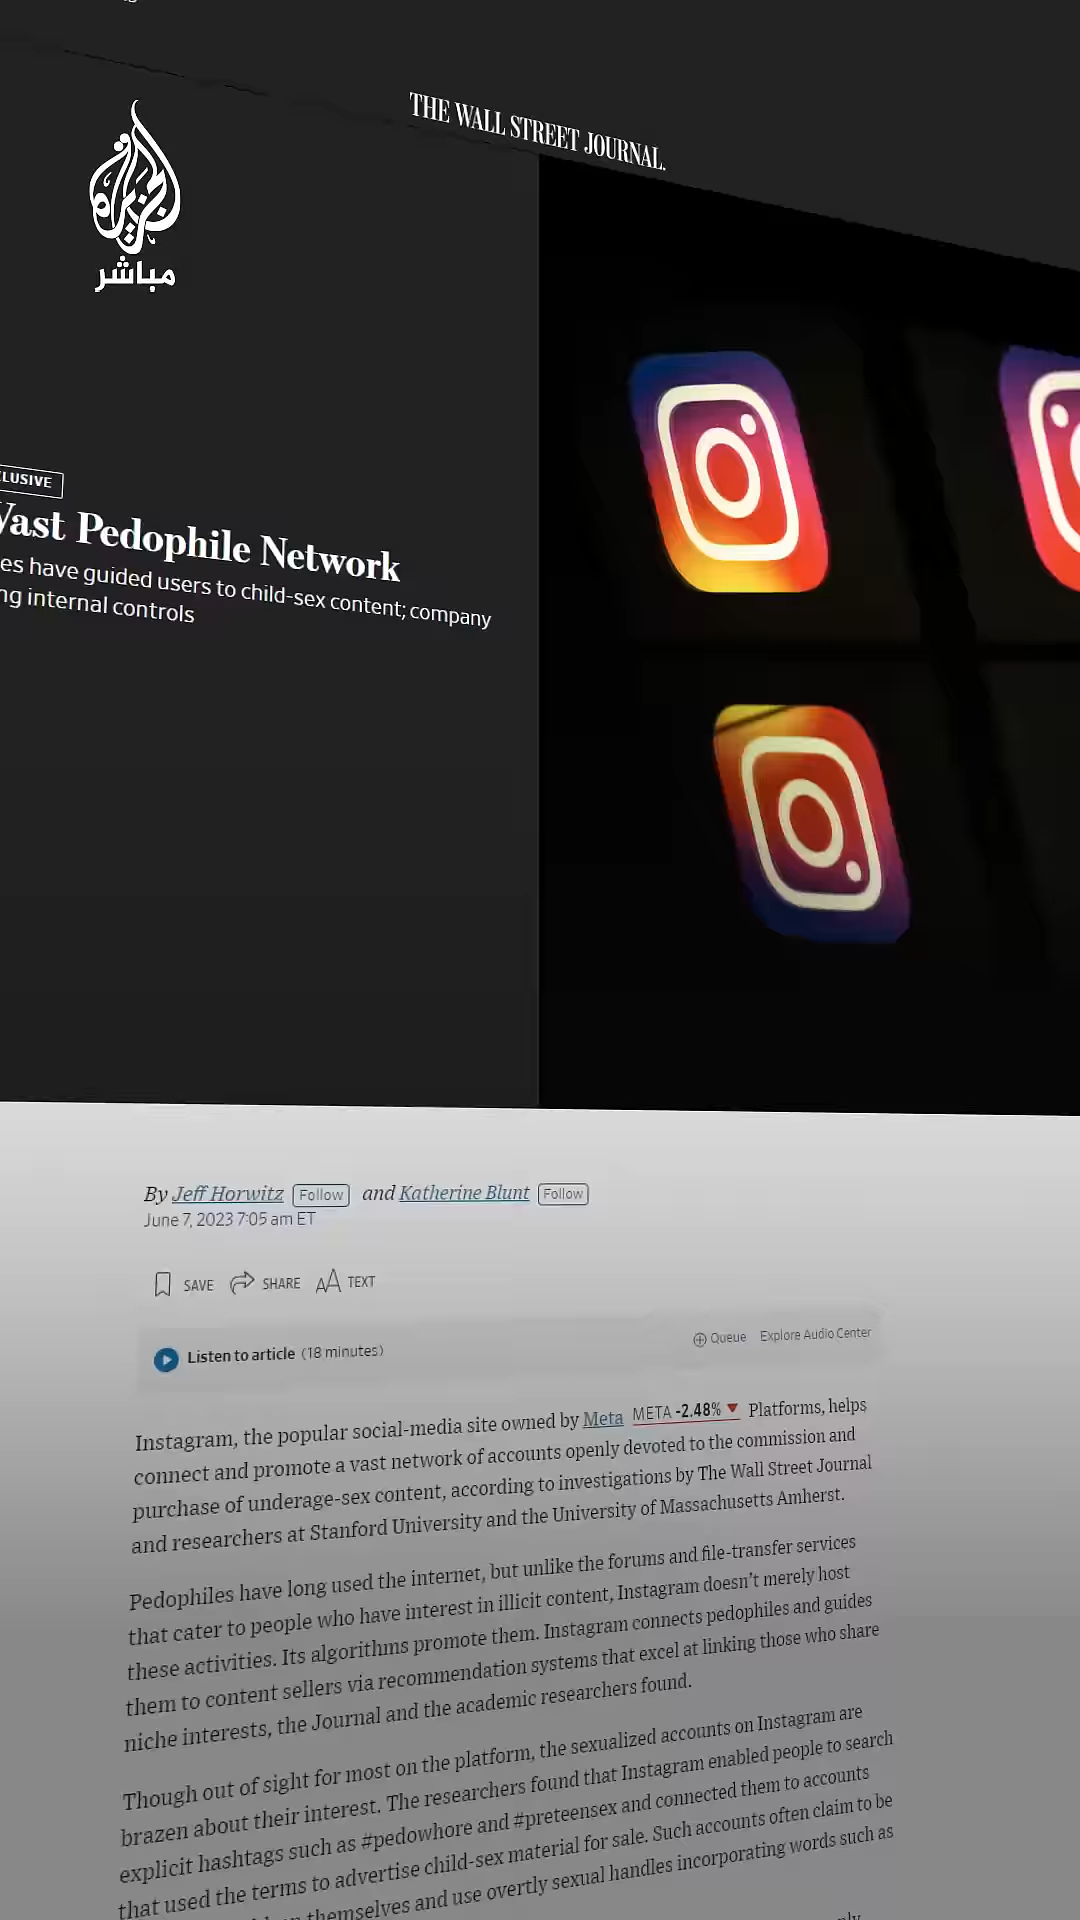 THE WALL STREET JOURNAL.
الجزيرة
مباشر
LUSIVE
Vast Pedophile Network
es have guided users to child-sex content; company
ng internal controls
By Jeff Horwitz Follow and Katherine Blunt Follow
June 7, 2023 7:05 am ET
SAVE SHARE AA TEXT
Listen to article (18 minutes) Queue Explore Audio Center
Instagram, the popular social-media site owned by Meta META -2.48% ▼ Platforms, helps
connect and promote a vast network of accounts openly devoted to the commission and
purchase of underage-sex content, according to investigations by The Wall Street Journal
and researchers at Stanford University and the University of Massachusetts Amherst.
Pedophiles have long used the internet, but unlike the forums and file-transfer services
that cater to people who have interest in illicit content, Instagram doesn’t merely host
these activities. Its algorithms promote them. Instagram connects pedophiles and guides
them to content sellers via recommendation systems that excel at linking those who share
niche interests, the Journal and the academic researchers found.
Though out of sight for most on the platform, the sexualized accounts on Instagram are
brazen about their interest. The researchers found that Instagram enabled people to search
explicit hashtags such as #pedowhore and #preteensex and connected them to accounts
that used the terms to advertise child-sex material for sale. Such accounts often claim to be
themselves and use overtly sexual handles incorporating words such as